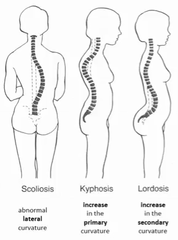 Scoliosis Kyphosis Lordosis
abnormal increase increase
lateral in the in the
curvature primary secondary
curvature curvature